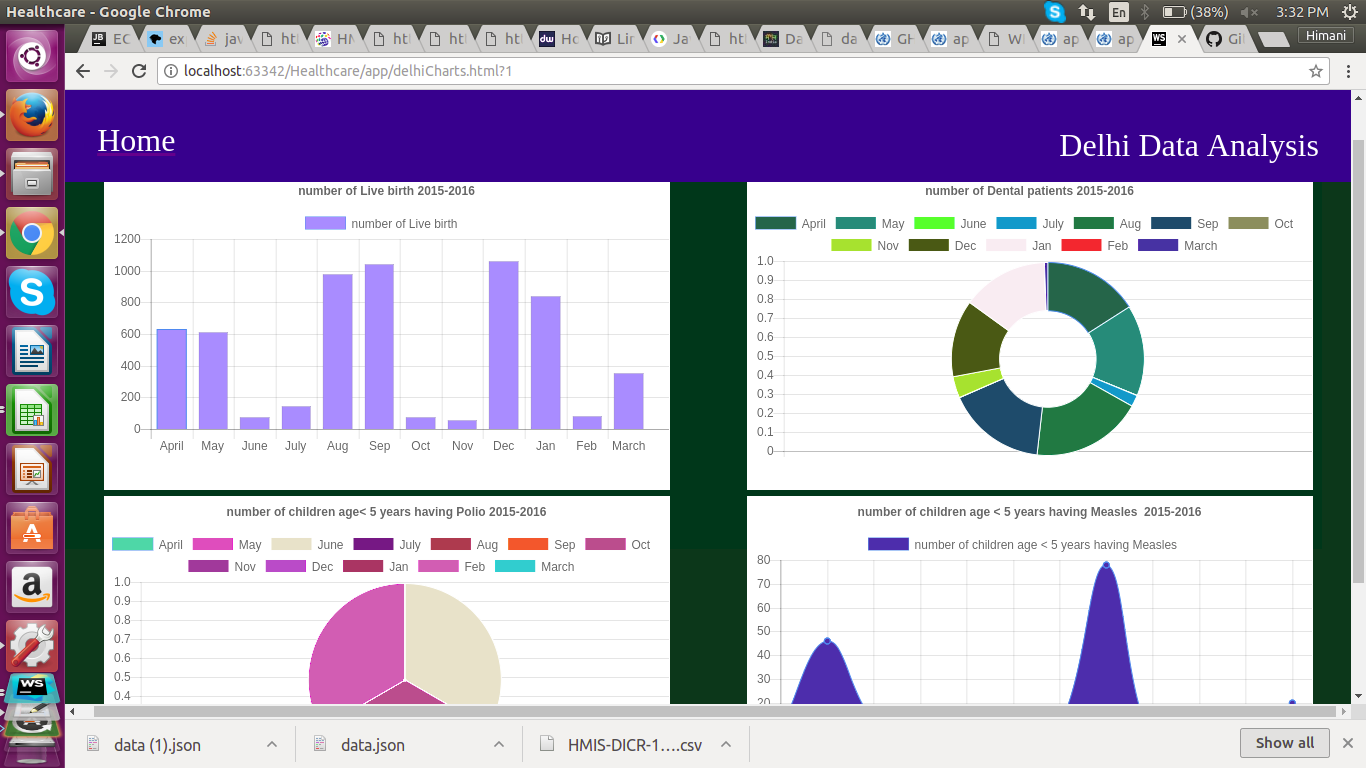 Healthcare - Google Chrome
En
(38%)
3:32 PM
EC
ex
jav
htt
HN
htt
htt
htt
Ho
Lir
Ja
htt
Da
da
GH
ap
WI
ap
ap
Gi
Himani
localhost:63342/Healthcare/app/delhiCharts.html?1
Home
Delhi Data Analysis
number of Live birth 2015-2016
number of Live birth
1200
1000
800
600
400
200
0
April May June July Aug Sep Oct Nov Dec Jan Feb March
number of Dental patients 2015-2016
April May June July Aug Sep Oct
Nov Dec Jan Feb March
1.0
0.9
0.8
0.7
0.6
0.5
0.4
0.3
0.2
0.1
0
number of children age< 5 years having Polio 2015-2016
April May June July Aug Sep Oct
Nov Dec Jan Feb March
1.0
0.9
0.8
0.7
0.6
0.5
0.4
number of children age < 5 years having Measles 2015-2016
number of children age < 5 years having Measles
80
70
60
50
40
30
20
data (1).json
data.json
HMIS-DICR-1....csv
Show all